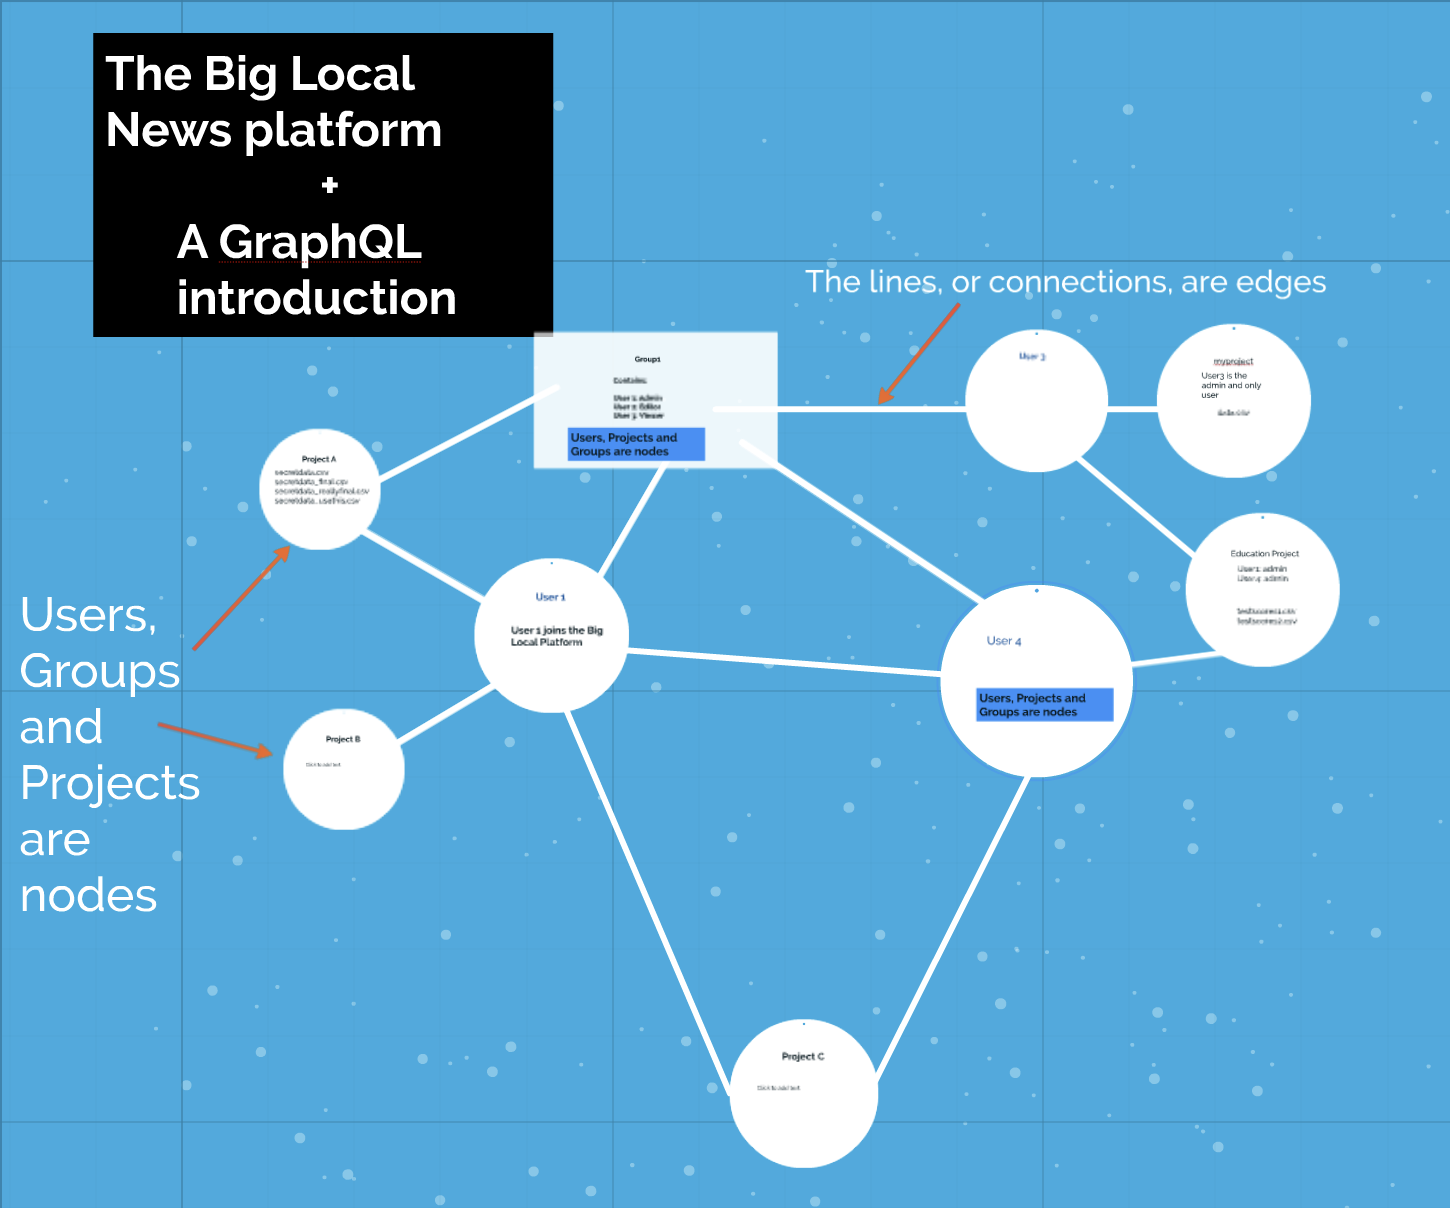 The Big Local
News platform
+
A GraphQL
introduction
The lines, or connections, are edges
Group1
Contains:
User 1: Admin
User 2: Editor
User 3: Viewer
Users, Projects and
Groups are nodes
User 3
myproject
User3 is the
admin and only
user
Project A
secretdata.csv
secretdata_final.csv
secretdata_reallyfinal.csv
secretdata_usethis.csv
Education Project
User1: admin
User4: admin
testscores1.csv
testscores2.csv
User 1
User 1 joins the Big
Local Platform
User 4
Users, Projects and
Groups are nodes
Users,
Groups
and
Projects
are
nodes
Project B
Click to add text
Project C
Click to add text